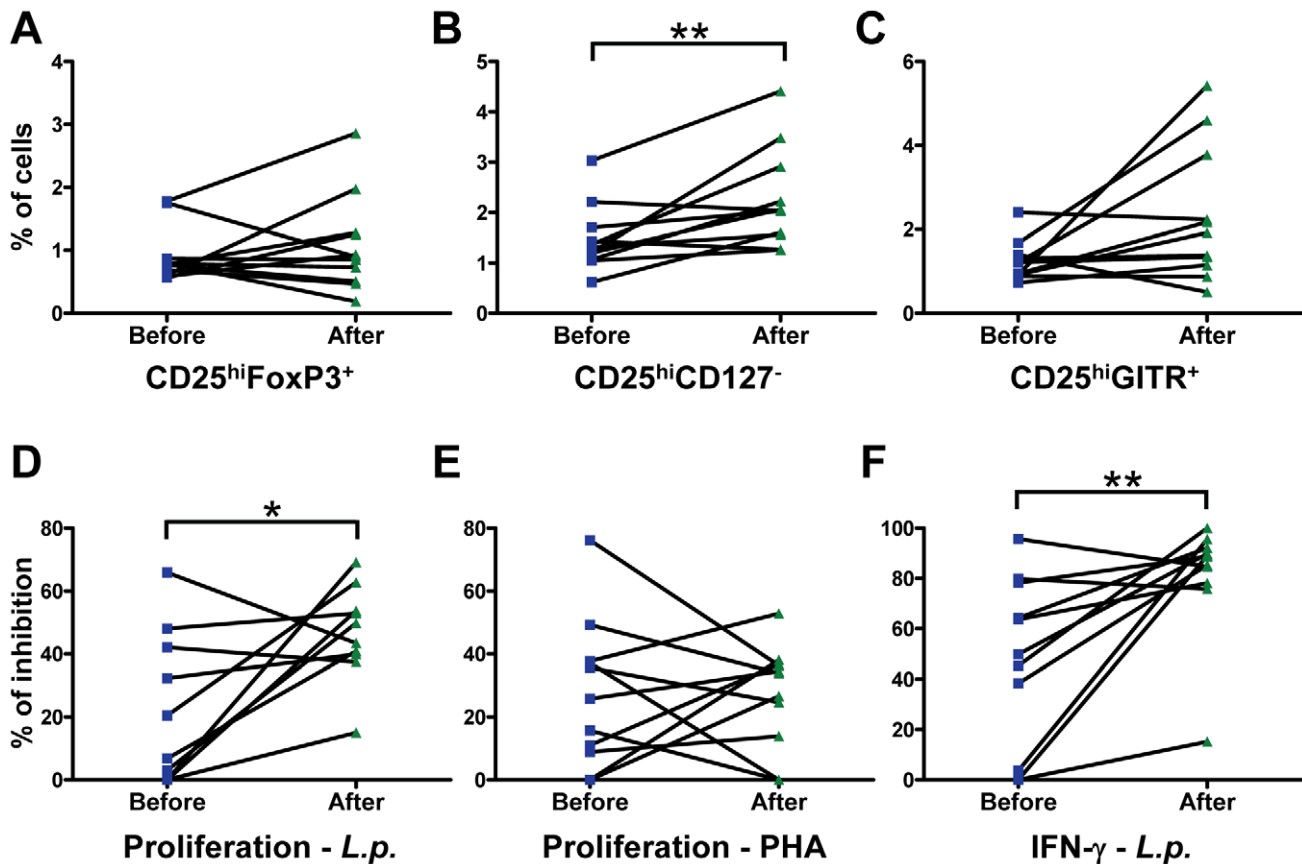 A
B
C
**
% of cells
4
3
2
1
0
5
4
3
2
1
0
6
4
2
0
Before After
Before After
Before After
CD25hiFoxP3+
CD25hiCD127-
CD25hiGITR+
D
E
F
*
**
% of inhibition
80
60
40
20
0
80
60
40
20
0
100
80
60
40
20
0
Before After
Before After
Before After
Proliferation - L.p.
Proliferation - PHA
IFN-γ - L.p.